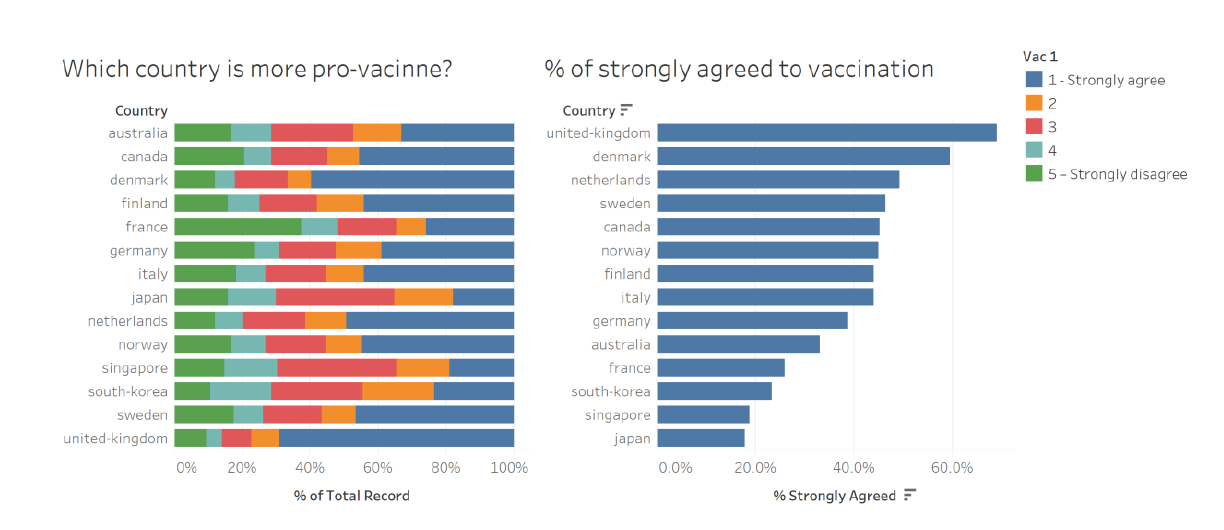 Which country is more pro-vacinne?
Country
australia
canada
denmark
finland
france
germany
italy
japan
netherlands
norway
singapore
south-korea
sweden
united-kingdom
0% 20% 40% 60% 80% 100%
% of Total Record
% of strongly agreed to vaccination
Country
united-kingdom
denmark
netherlands
sweden
canada
norway
finland
italy
germany
australia
france
south-korea
singapore
japan
0.0% 20.0% 40.0% 60.0%
% Strongly Agreed
Vac 1
1 - Strongly agree
2
3
4
5 – Strongly disagree